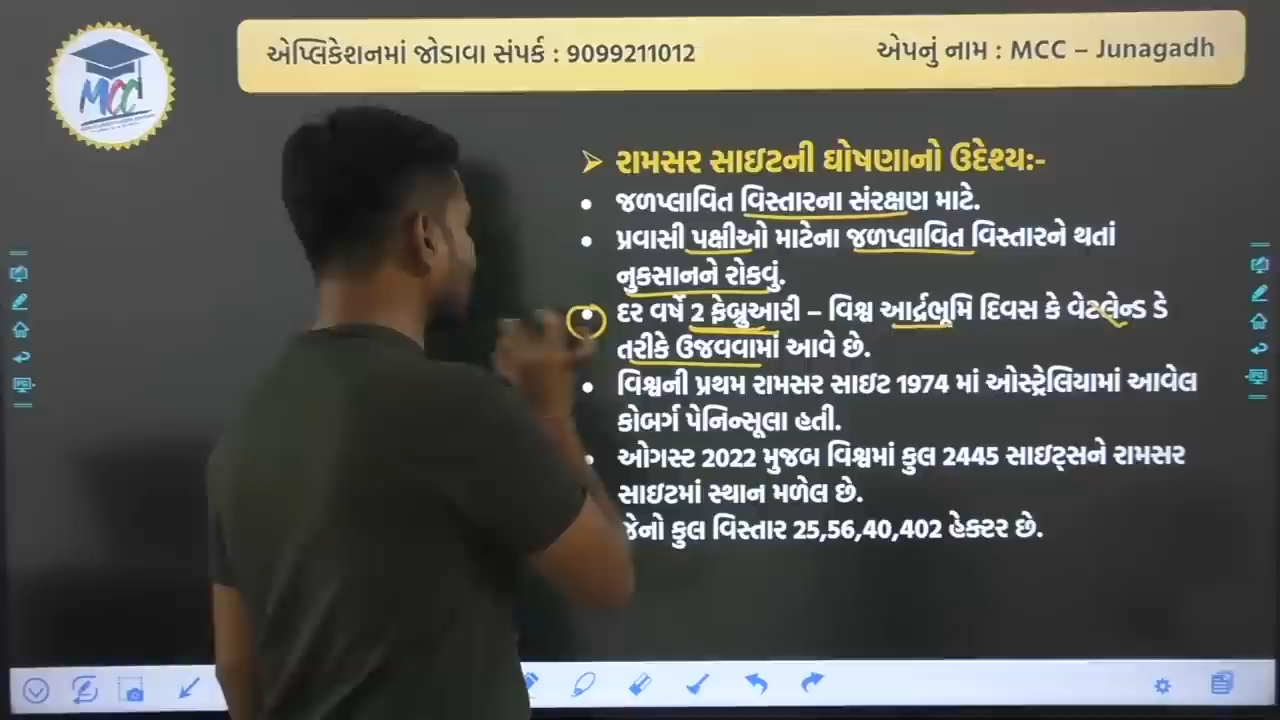 એપ્લિકેશનમાં જોડાવા સંપર્ક : 9099211012
એપનું નામ : MCC – Junagadh
MCC
➢ રામસર સાઇટની ઘોષણાનો ઉદેશ્ય:-
• જળપ્લાવિત વિસ્તારના સંરક્ષણ માટે.
• પ્રવાસી પક્ષીઓ માટેના જળપ્લાવિત વિસ્તારને થતાં
નુકસાનને રોકવું.
• દર વર્ષે 2 ફેબ્રુઆરી – વિશ્વ આર્દ્રભૂમિ દિવસ કે વેટલેન્ડ ડે
તરીકે ઉજવવામાં આવે છે.
• વિશ્વની પ્રથમ રામસર સાઇટ 1974 માં ઓસ્ટ્રેલિયામાં આવેલ
કોબર્ગ પેનિન્સૂલા હતી.
• ઓગસ્ટ 2022 મુજબ વિશ્વમાં કુલ 2445 સાઇટ્સને રામસર
સાઇટમાં સ્થાન મળેલ છે.
જેનો કુલ વિસ્તાર 25,56,40,402 હેક્ટર છે.